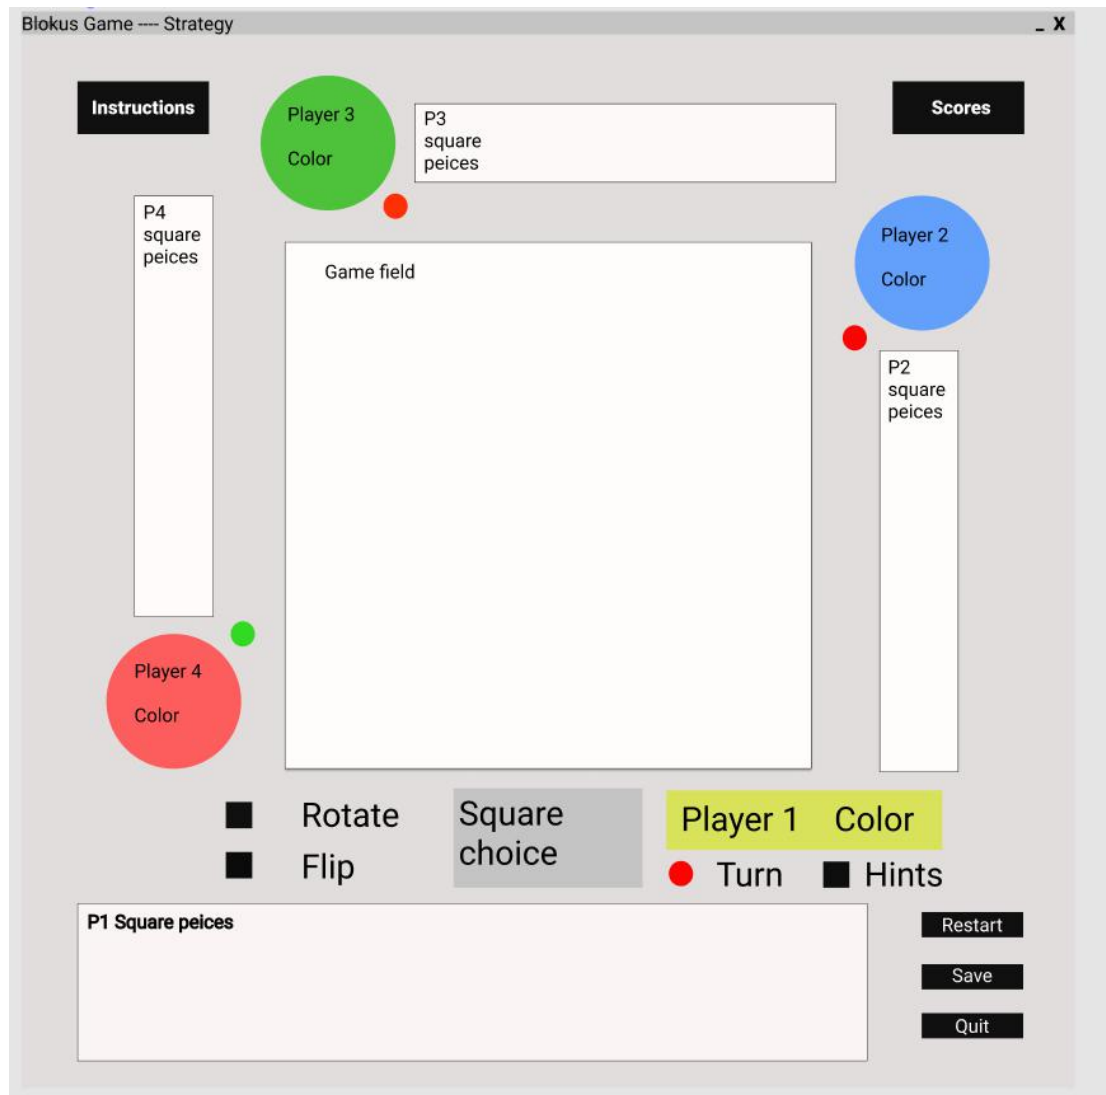 Blokus Game ---- Strategy
_ X
Instructions
Player 3
Color
P3
square
peices
Scores
P4
square
peices
Player 2
Color
Game field
P2
square
peices
Player 4
Color
Rotate
Flip
Square
choice
Player 1 Color
Turn
Hints
P1 Square peices
Restart
Save
Quit